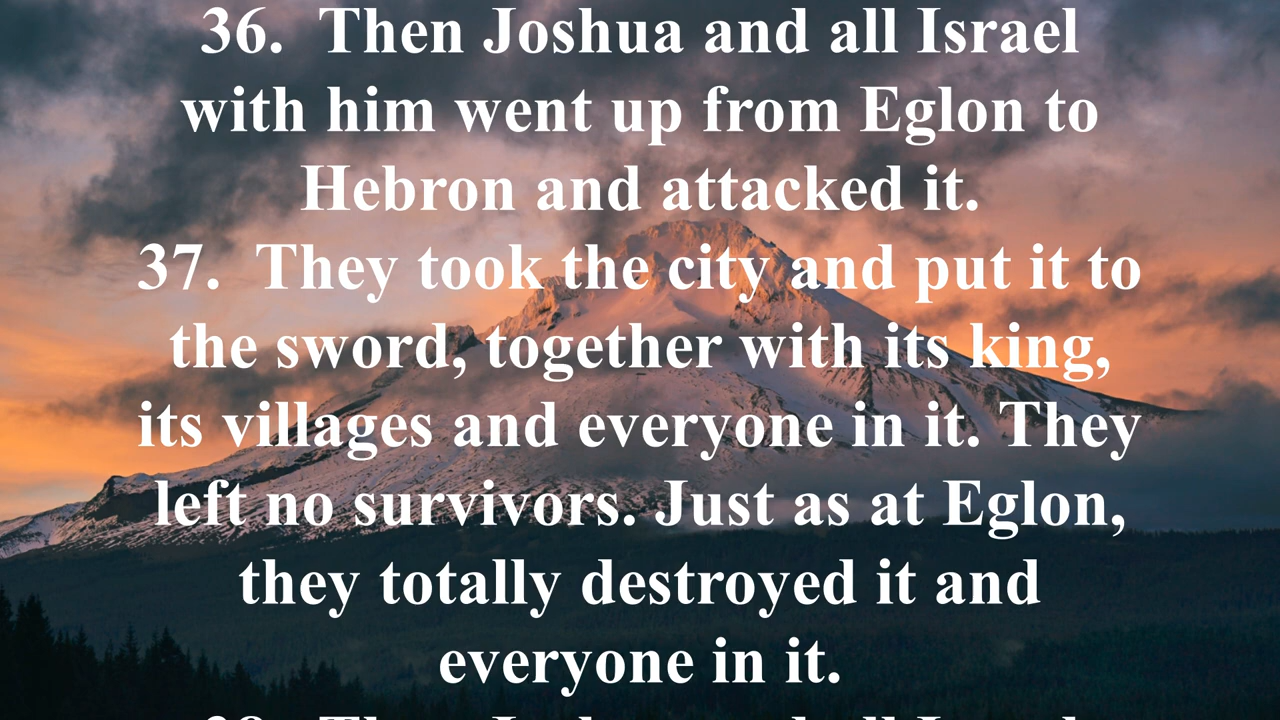 36.  Then Joshua and all Israel
with him went up from Eglon to
Hebron and attacked it.
37.  They took the city and put it to
the sword, together with its king,
its villages and everyone in it. They
left no survivors. Just as at Eglon,
they totally destroyed it and
everyone in it.